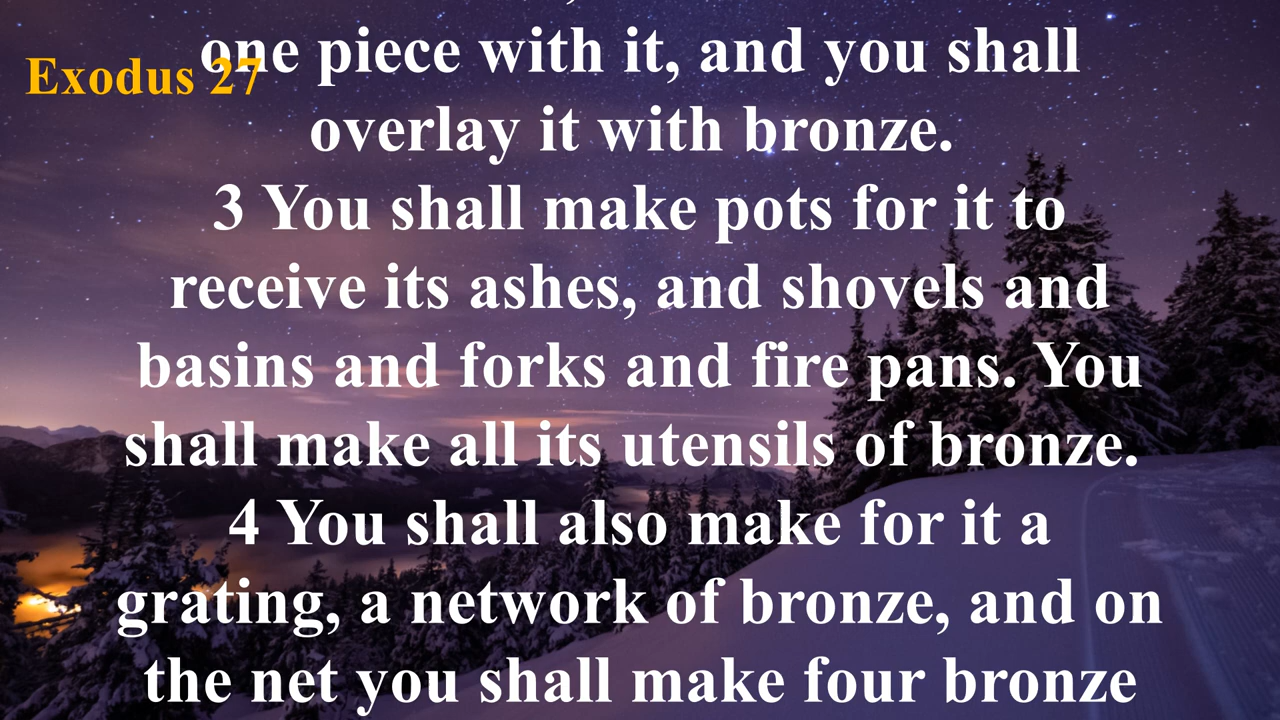 one piece with it, and you shall
Exodus 27
overlay it with bronze.
3 You shall make pots for it to
receive its ashes, and shovels and
basins and forks and fire pans. You
shall make all its utensils of bronze.
4 You shall also make for it a
grating, a network of bronze, and on
the net you shall make four bronze